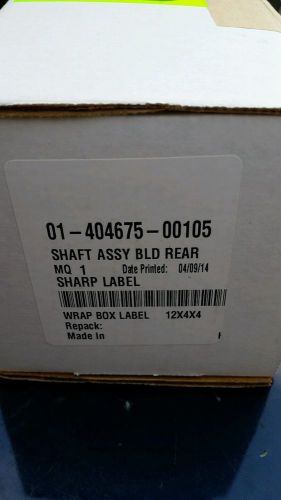 01-404675-00105
SHAFT ASSY BLD REAR
MQ 1 Date Printed: 04/09/14
SHARP LABEL
WRAP BOX LABEL 12X4X4
Repack:
Made in